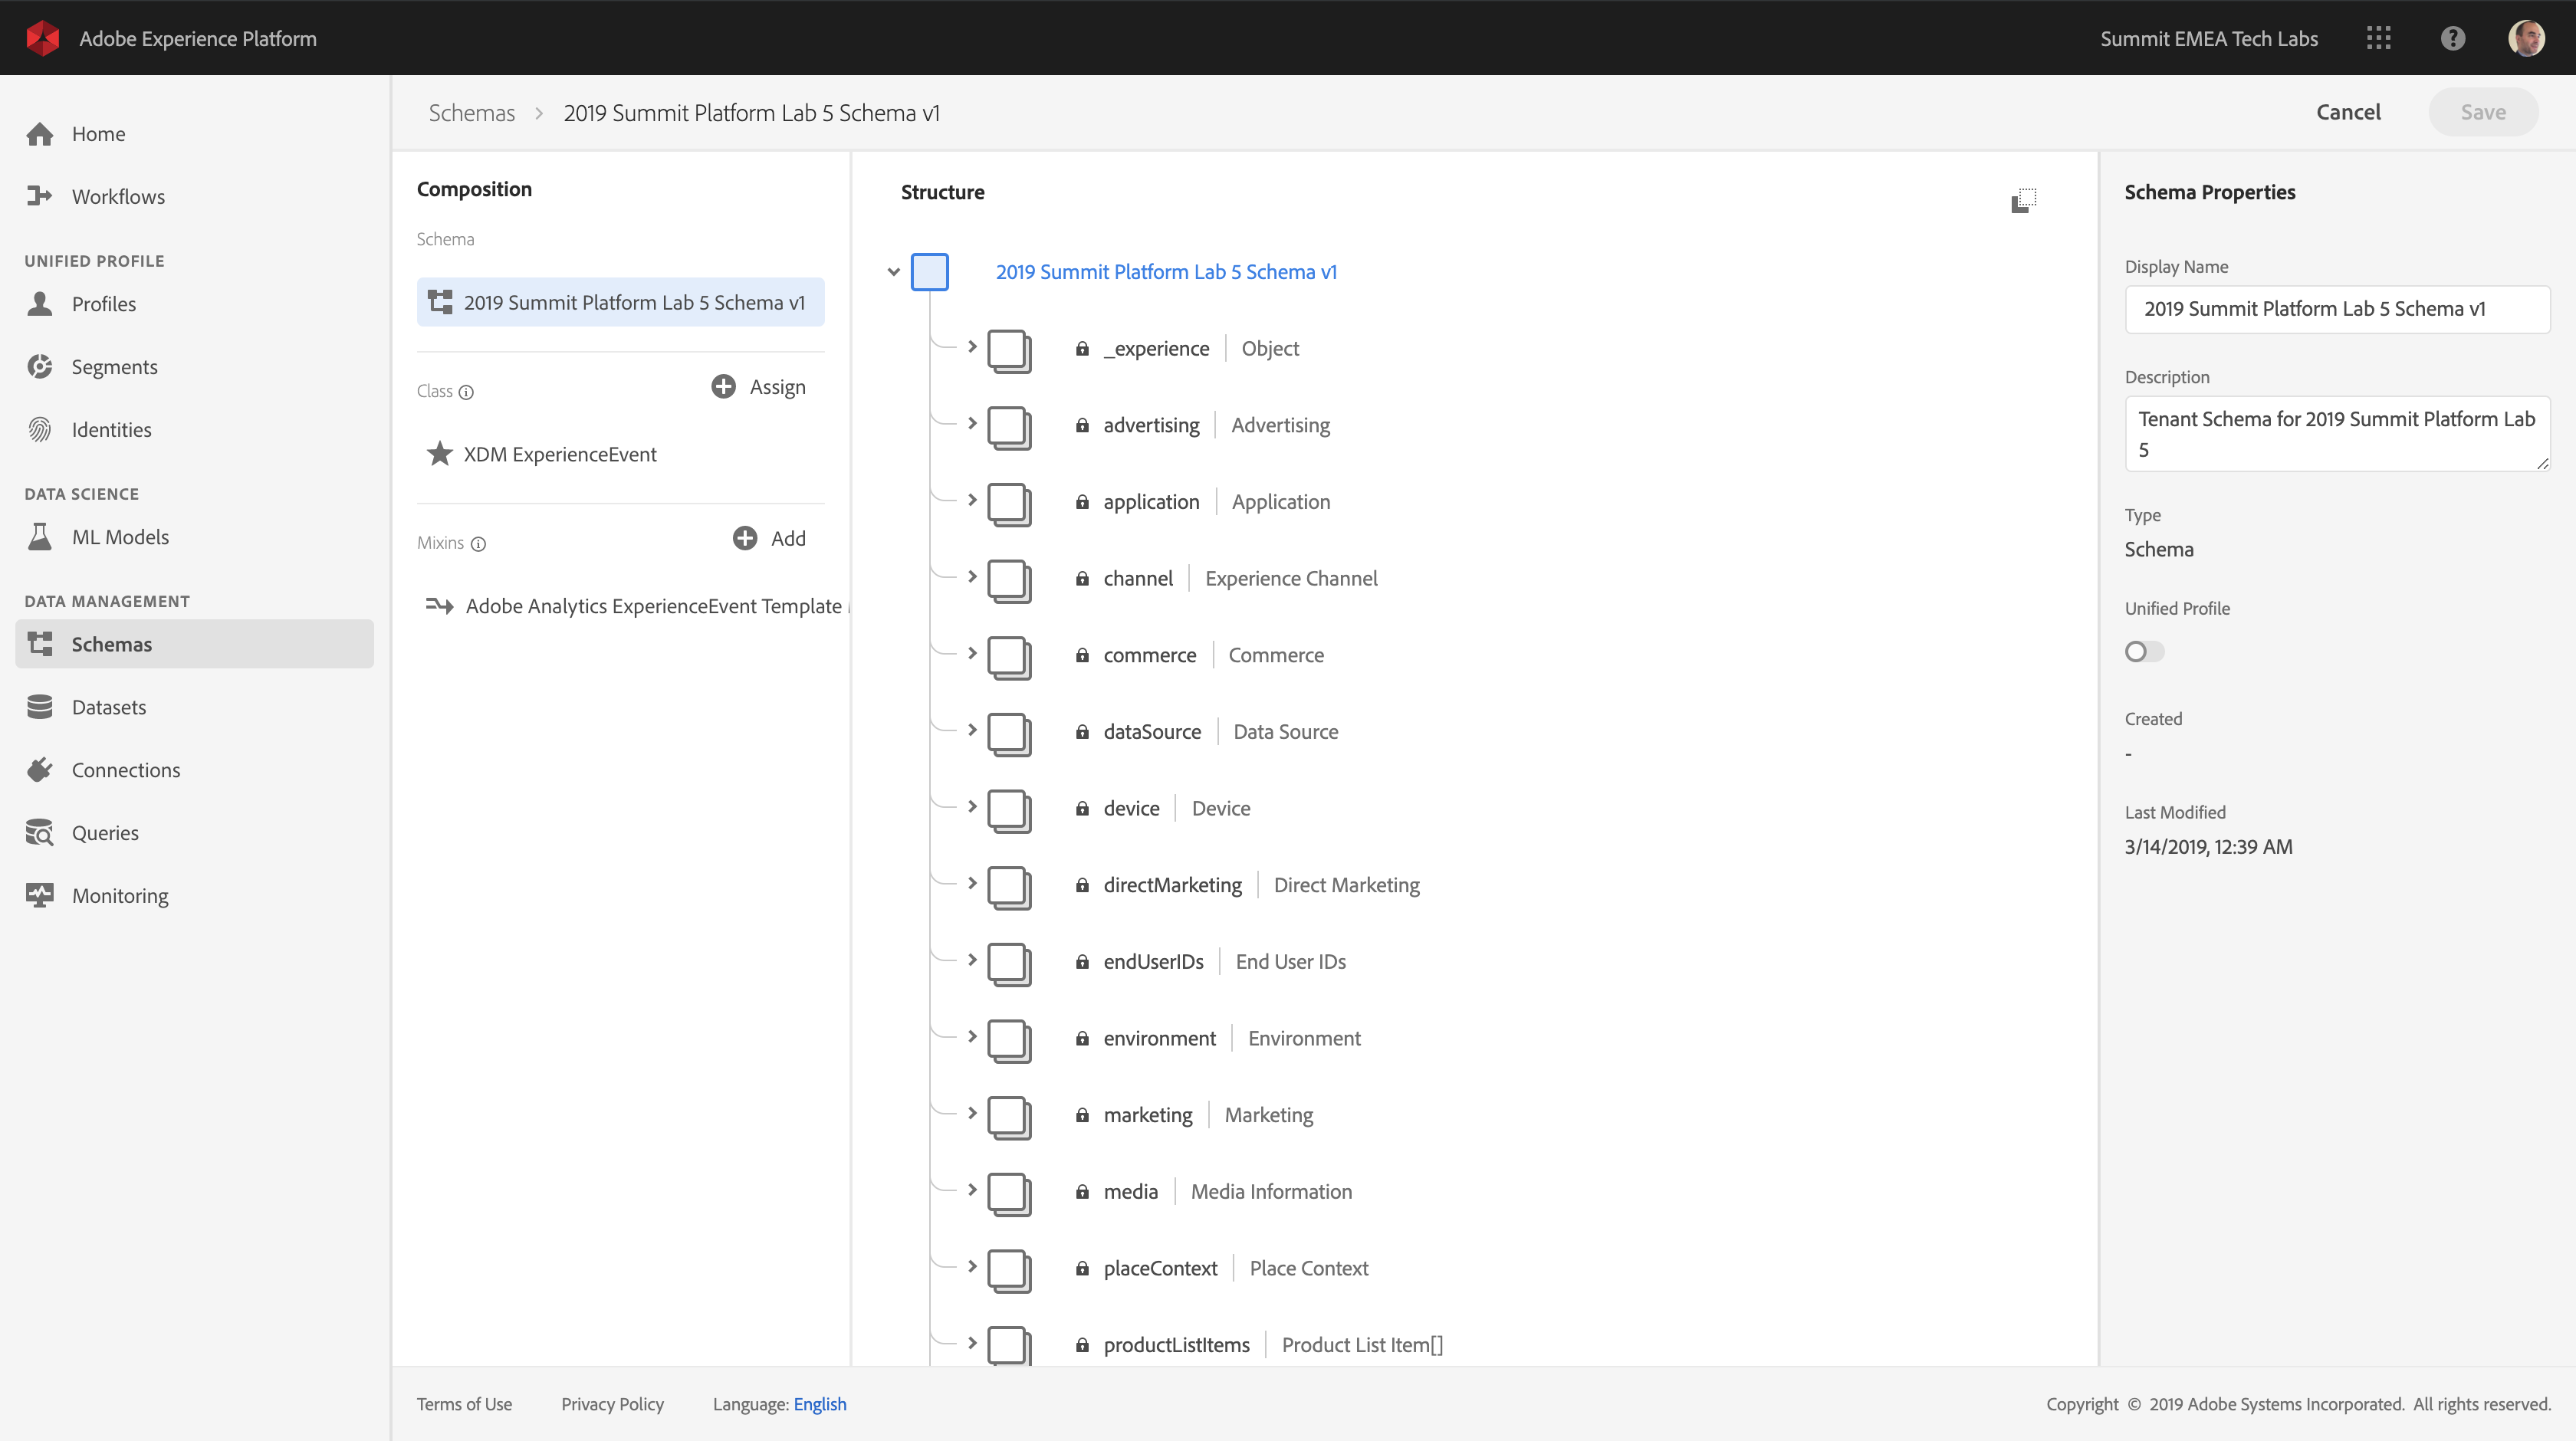 Adobe Experience Platform
Summit EMEA Tech Labs
Home
Workflows
UNIFIED PROFILE
Profiles
Segments
Identities
DATA SCIENCE
ML Models
DATA MANAGEMENT
Schemas
Datasets
Connections
Queries
Monitoring
Schemas > 2019 Summit Platform Lab 5 Schema v1
Cancel
Save
Composition
Schema
2019 Summit Platform Lab 5 Schema v1
Class
Assign
XDM ExperienceEvent
Mixins
Add
Adobe Analytics ExperienceEvent Template
Structure
2019 Summit Platform Lab 5 Schema v1
_experience | Object
advertising | Advertising
application | Application
channel | Experience Channel
commerce | Commerce
dataSource | Data Source
device | Device
directMarketing | Direct Marketing
endUserIDs | End User IDs
environment | Environment
marketing | Marketing
media | Media Information
placeContext | Place Context
productListItems | Product List Item[]
Schema Properties
Display Name
2019 Summit Platform Lab 5 Schema v1
Description
Tenant Schema for 2019 Summit Platform Lab
5
Type
Schema
Unified Profile
Created
-
Last Modified
3/14/2019, 12:39 AM
Terms of Use
Privacy Policy
Language: English
Copyright © 2019 Adobe Systems Incorporated. All rights reserved.